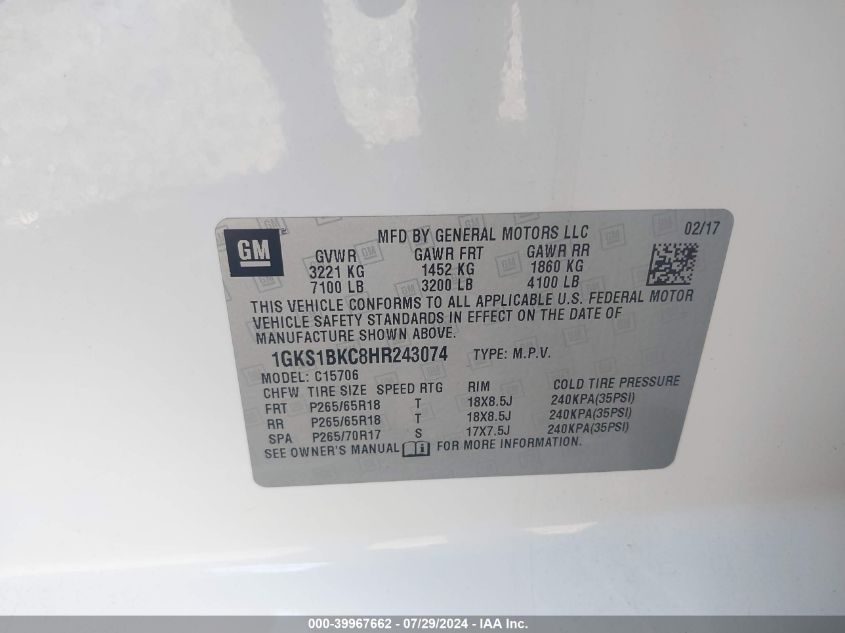 GM
MFD BY GENERAL MOTORS LLC
02/17
GVWR GAWR FRT GAWR RR
3221 KG 1452 KG 1860 KG
7100 LB 3200 LB 4100 LB
THIS VEHICLE CONFORMS TO ALL APPLICABLE U.S. FEDERAL MOTOR
VEHICLE SAFETY STANDARDS IN EFFECT ON THE DATE OF
MANUFACTURE SHOWN ABOVE.
1GKS1BKC8HR243074 TYPE: M.P.V.
MODEL: C15706
CHFW TIRE SIZE SPEED RTG RIM COLD TIRE PRESSURE
FRT P265/65R18 T 18X8.5J 240KPA(35PSI)
RR P265/65R18 T 18X8.5J 240KPA(35PSI)
SPA P265/70R17 S 17X7.5J 240KPA(35PSI)
SEE OWNER'S MANUAL FOR MORE INFORMATION.
000-39967662 - 07/29/2024 - IAA Inc.